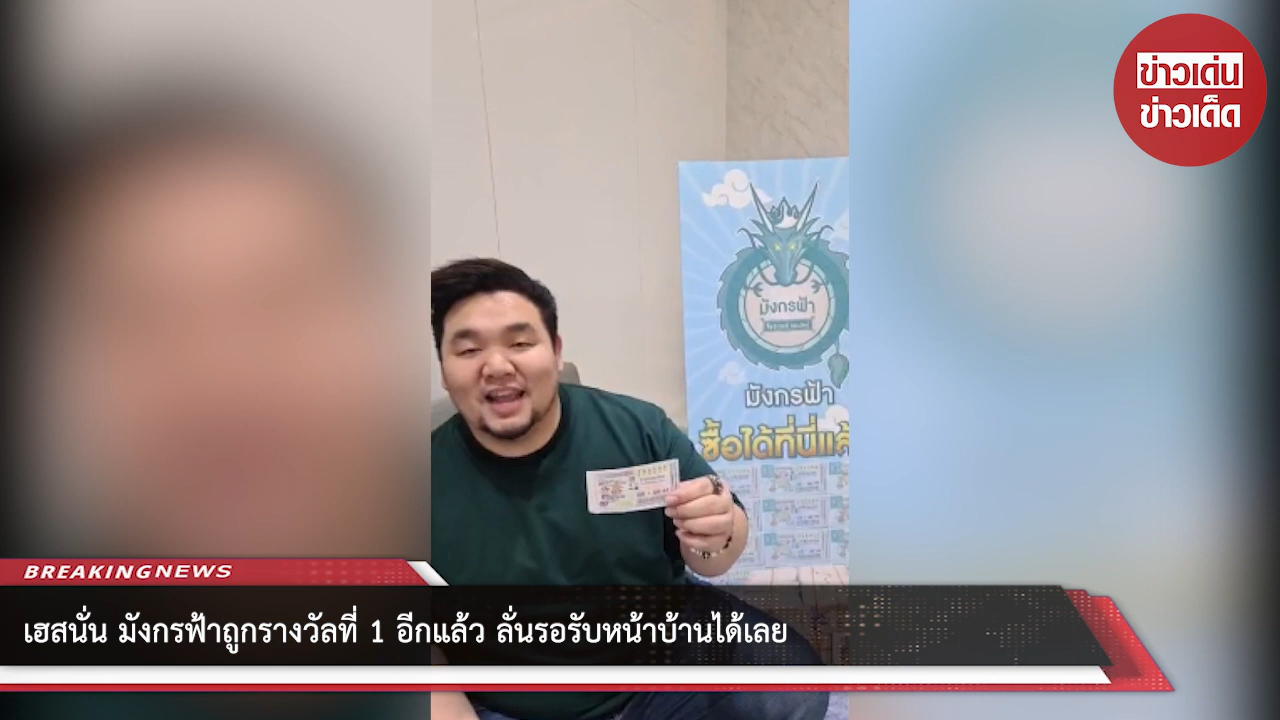 ข่าวเด่น
ข่าวเด็ด
มังกรฟ้า
มังกรฟ้า
ซื้อได้ที่นี่แล้
BREAKINGNEWS
เฮสนั่น มังกรฟ้าถูกรางวัลที่ 1 อีกแล้ว ลั่นรอรับหน้าบ้านได้เลย